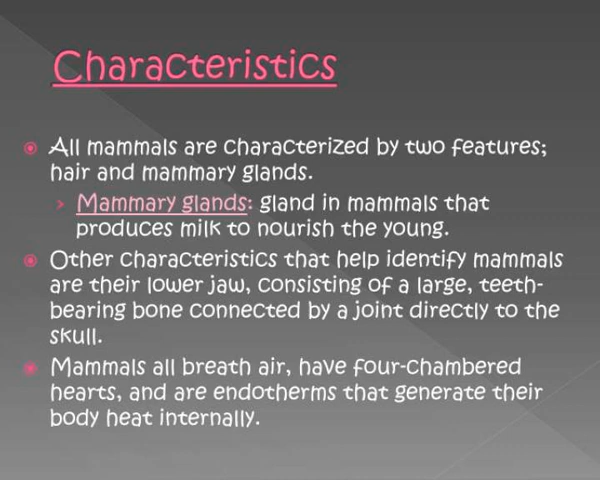 Characteristics
All mammals are characterized by two features;
hair and mammary glands.
Mammary glands: gland in mammals that
produces milk to nourish the young.
Other characteristics that help identify mammals
are their lower jaw, consisting of a large, teeth-
bearing bone connected by a joint directly to the
skull.
Mammals all breath air, have four-chambered
hearts, and are endotherms that generate their
body heat internally.